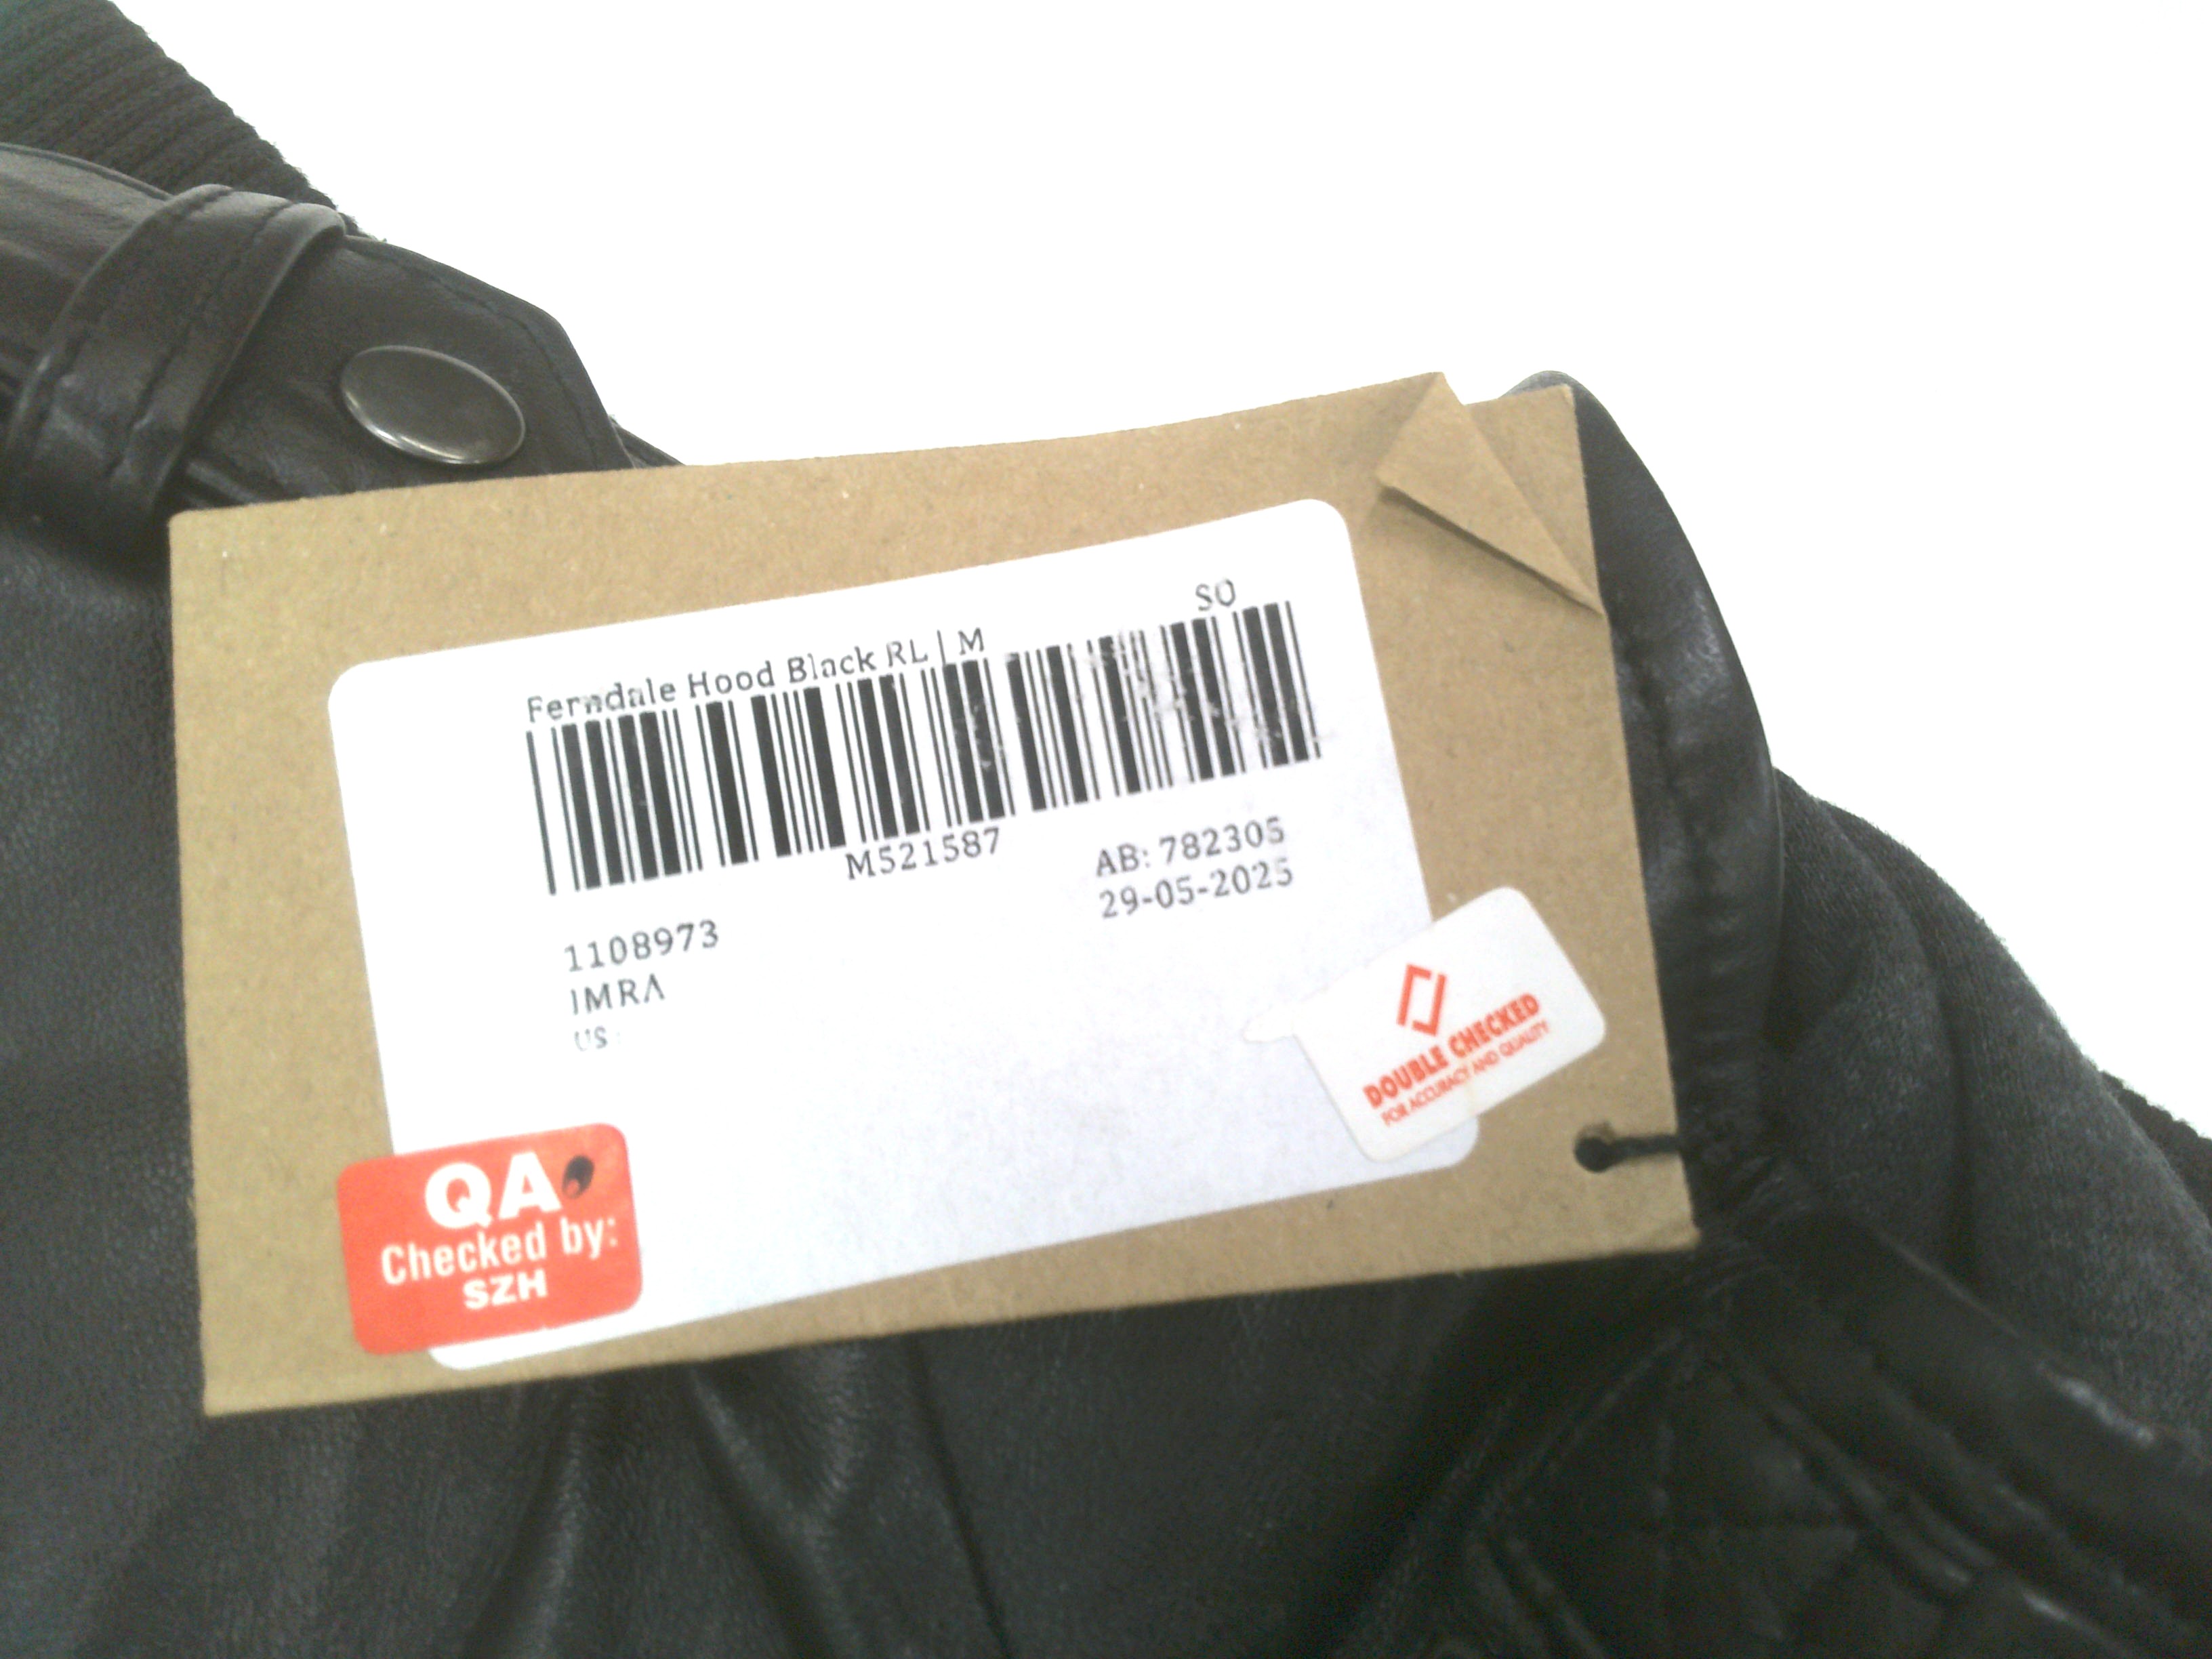 SO
Ferndale Hood Black RL | M
M521587
AB: 782305
29-05-2025
1108973
IMRA
US:
DOUBLE CHECKED
FOR ACCURACY AND QUALITY
QA
Checked by:
SZH